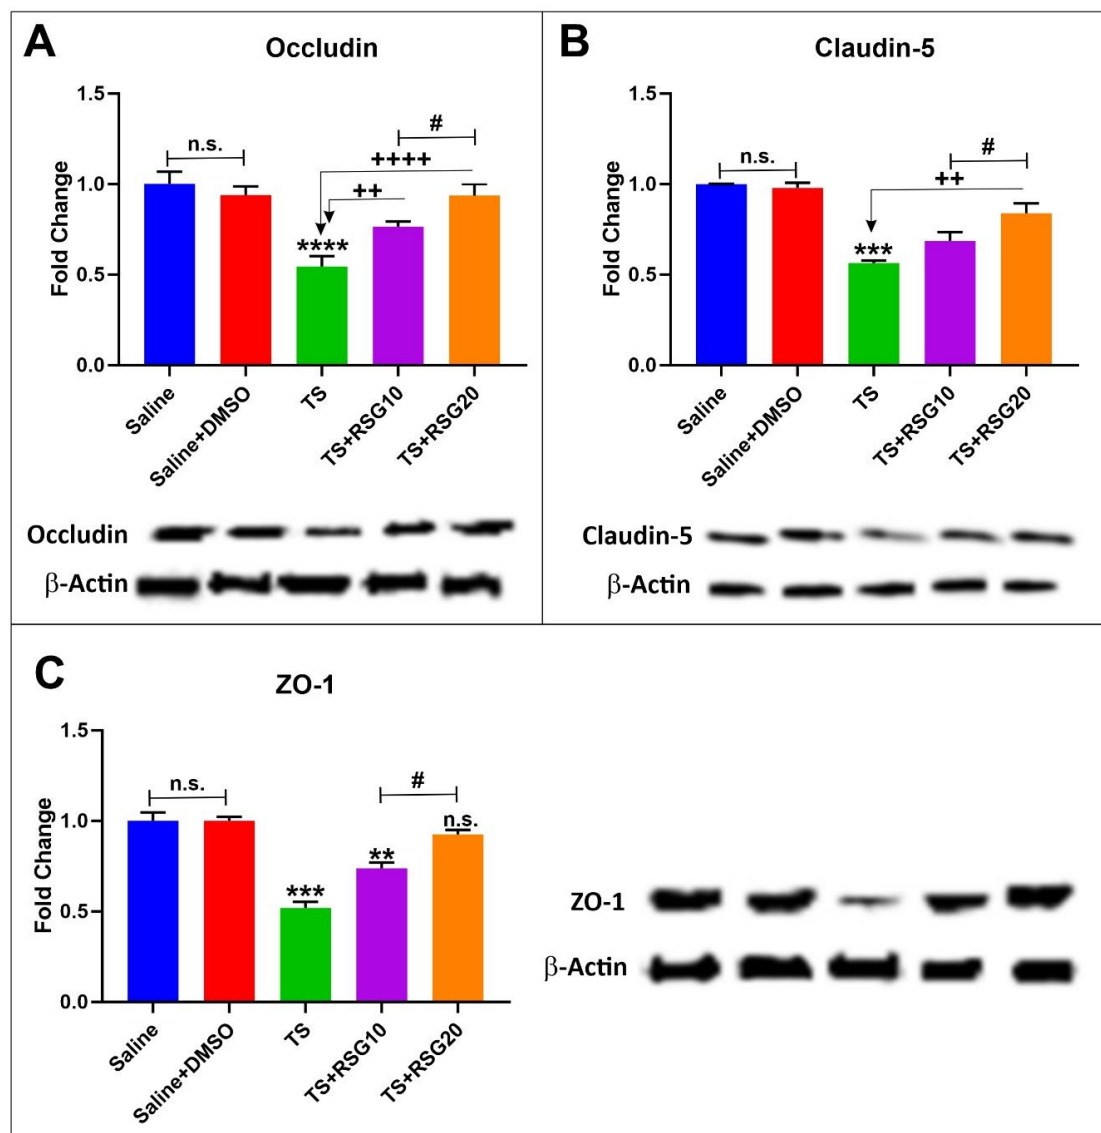 A
Occludin
Fold Change
1.5
1.0
0.5
0.0
n.s.
#
++++
++
****
Saline
Saline+DMSO
TS
TS+RSG10
TS+RSG20
Occludin
β-Actin
B
Claudin-5
Fold Change
1.5
1.0
0.5
0.0
n.s.
#
++
***
Saline
Saline+DMSO
TS
TS+RSG10
TS+RSG20
Claudin-5
β-Actin
C
ZO-1
Fold Change
1.5
1.0
0.5
0.0
n.s.
#
n.s.
**
***
Saline
Saline+DMSO
TS
TS+RSG10
TS+RSG20
ZO-1
β-Actin